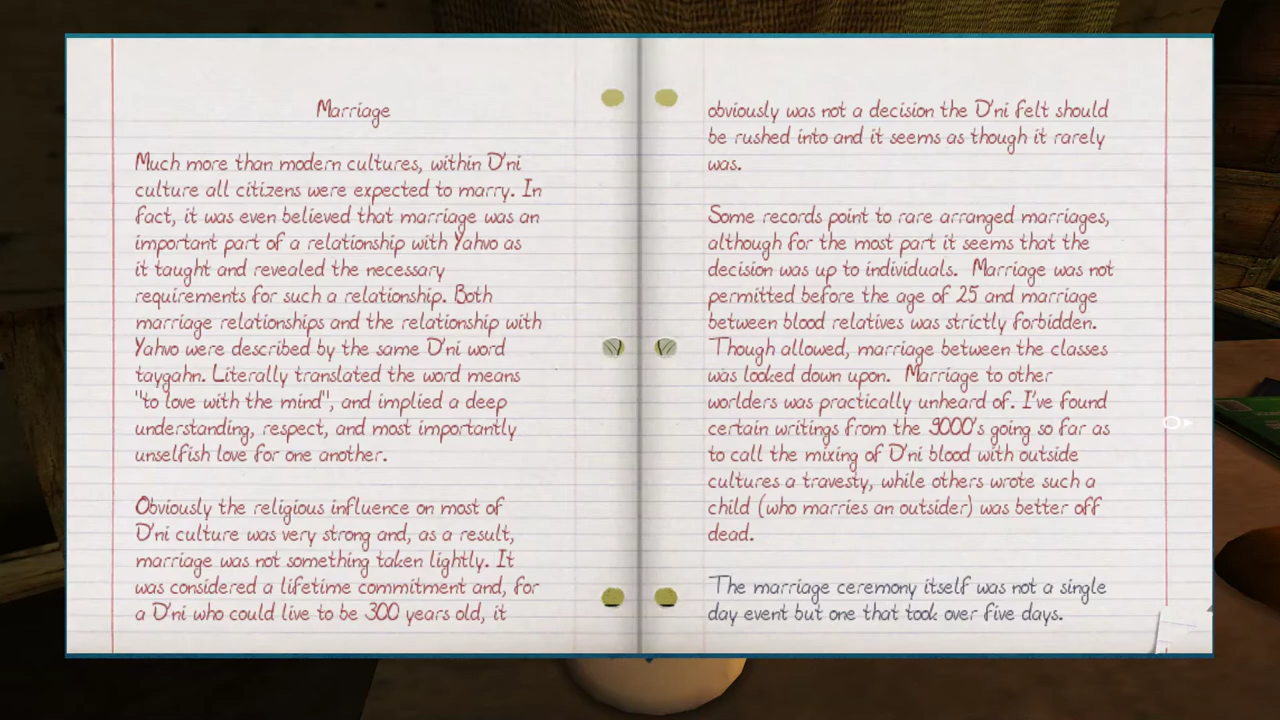 Marriage
Much more than modern cultures, within D'ni
culture all citizens were expected to marry. In
fact, it was even believed that marriage was an
important part of a relationship with Yahvo as
it taught and revealed the necessary
requirements for such a relationship. Both
marriage relationships and the relationship with
Yahvo were described by the same D'ni word
taygahn. Literally translated the word means
"to love with the mind", and implied a deep
understanding, respect, and most importantly
unselfish love for one another.
Obviously the religious influence on most of
D'ni culture was very strong and, as a result,
marriage was not something taken lightly. It
was considered a lifetime commitment and, for
a D'ni who could live to be 300 years old, it
obviously was not a decision the D'ni felt should
be rushed into and it seems as though it rarely
was.
Some records point to rare arranged marriages,
although for the most part it seems that the
decision was up to individuals. Marriage was not
permitted before the age of 25 and marriage
between blood relatives was strictly forbidden.
Though allowed, marriage between the classes
was looked down upon. Marriage to other
worlders was practically unheard of. I've found
certain writings from the 9000's going so far as
to call the mixing of D'ni blood with outside
cultures a travesty, while others wrote such a
child (who marries an outsider) was better off
dead.
The marriage ceremony itself was not a single
day event but one that took over five days.